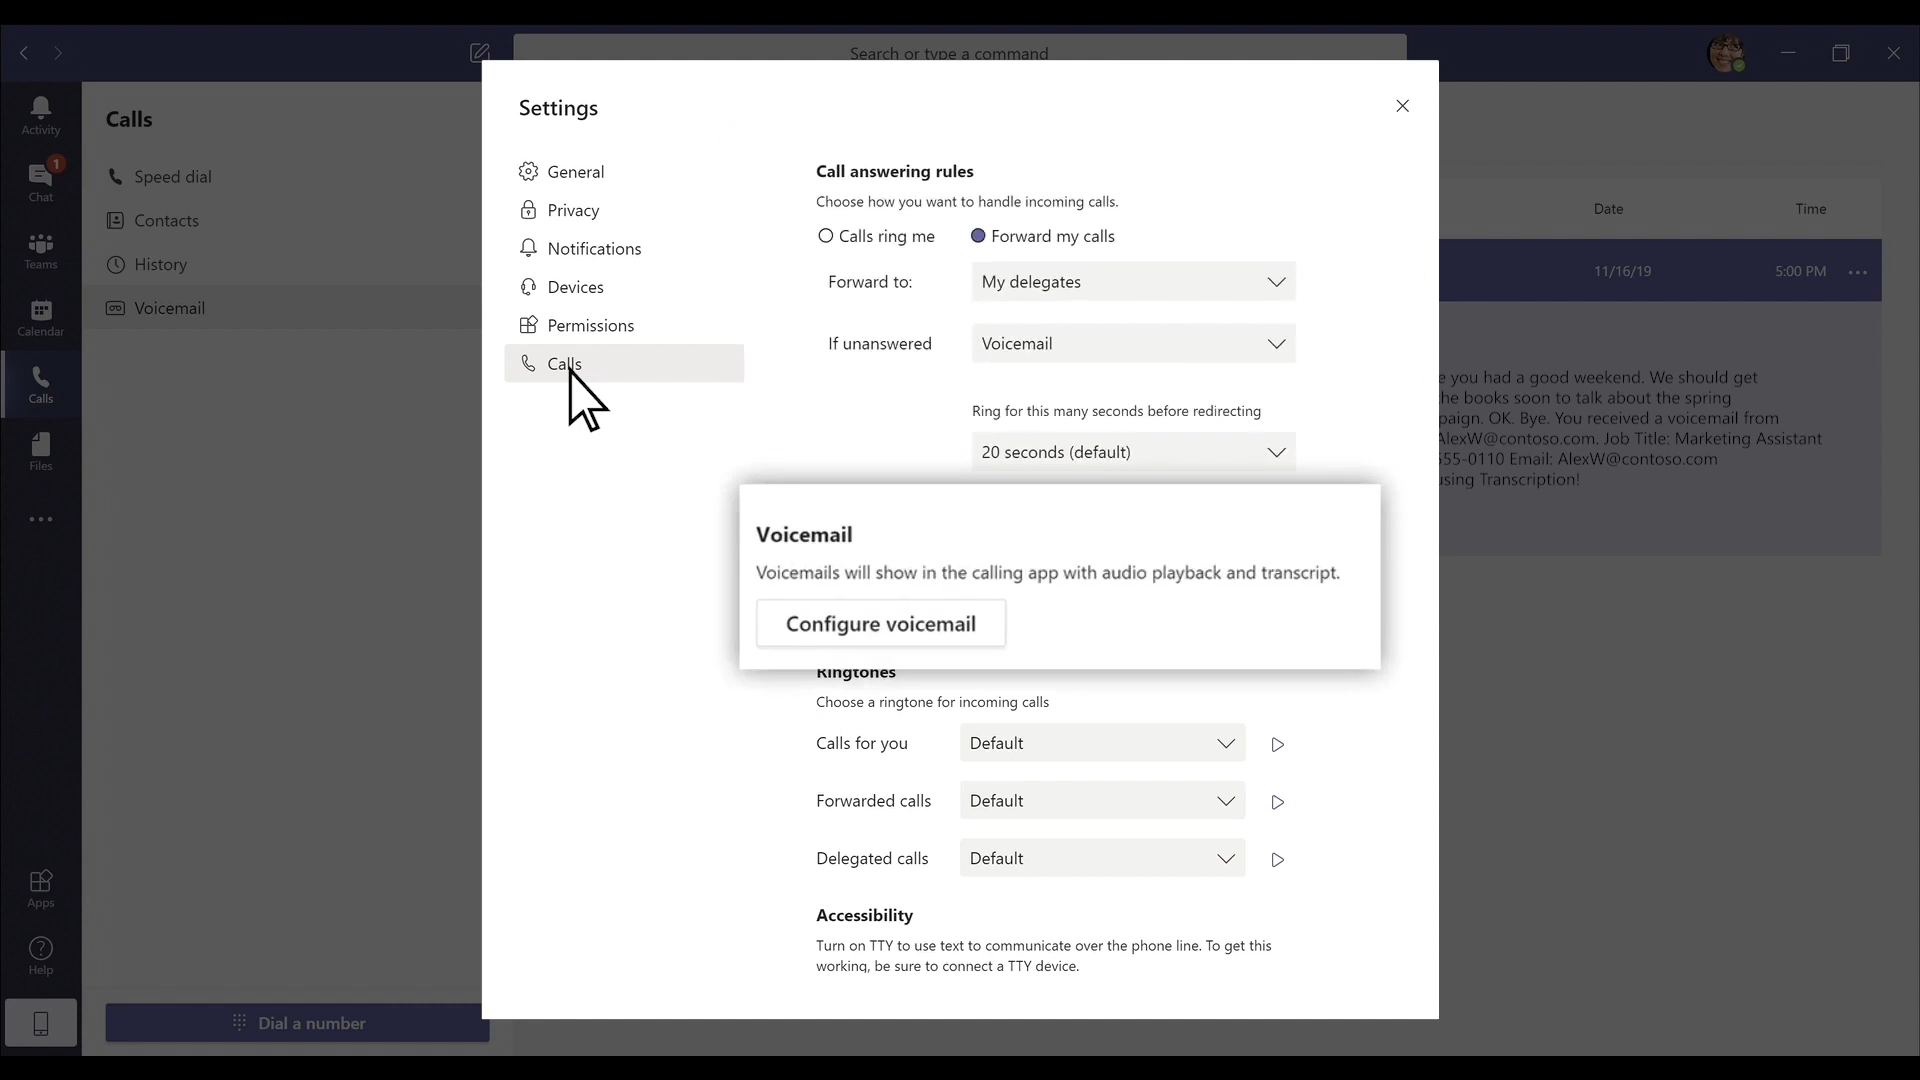 Search or type a command
Activity
1
Chat
Teams
Calendar
Calls
Files
Apps
Help
Calls
Speed dial
Contacts
History
Voicemail
Dial a number
Settings
General
Privacy
Notifications
Devices
Permissions
Calls
Call answering rules
Choose how you want to handle incoming calls.
Calls ring me
Forward my calls
Forward to:
My delegates
If unanswered
Voicemail
Ring for this many seconds before redirecting
20 seconds (default)
Voicemail
Voicemails will show in the calling app with audio playback and transcript.
Configure voicemail
Ringtones
Choose a ringtone for incoming calls
Calls for you
Default
Forwarded calls
Default
Delegated calls
Default
Accessibility
Turn on TTY to use text to communicate over the phone line. To get this
working, be sure to connect a TTY device.
Date
Time
11/16/19
5:00 PM
you had a good weekend. We should get
the books soon to talk about the spring
OK. Bye. You received a voicemail from
AlexW@contoso.com. Job Title: Marketing Assistant
555-0110 Email: AlexW@contoso.com
using Transcription!